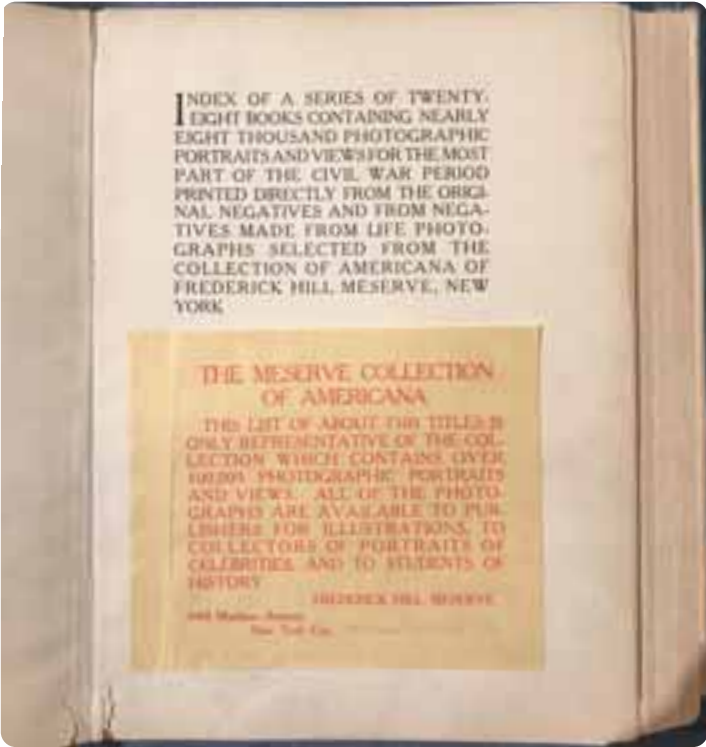 INDEX OF A SERIES OF TWENTY-
EIGHT BOOKS CONTAINING NEARLY
EIGHT THOUSAND PHOTOGRAPHIC
PORTRAITS AND VIEWS FOR THE MOST
PART OF THE CIVIL WAR PERIOD
PRINTED DIRECTLY FROM THE ORIGI-
NAL NEGATIVES AND FROM NEGA-
TIVES MADE FROM LIFE PHOTO-
GRAPHS SELECTED FROM THE
COLLECTION OF AMERICANA OF
FREDERICK HILL MESERVE, NEW
YORK
THE MESERVE COLLECTION
OF AMERICANA
THIS LIST OF ABOUT TITLES IS
ONLY REPRESENTATIVE OF THE COL-
LECTION WHICH CONTAINS OVER
PHOTOGRAPHIC PORTRAITS
AND VIEWS. ALL OF THE PHOTO-
GRAPHS ARE AVAILABLE TO PUB-
LISHERS FOR ILLUSTRATIONS, TO
COLLECTORS OF PORTRAITS OF
CELEBRITIES, AND TO STUDENTS OF
HISTORY
FREDERICK HILL MESERVE
New York City